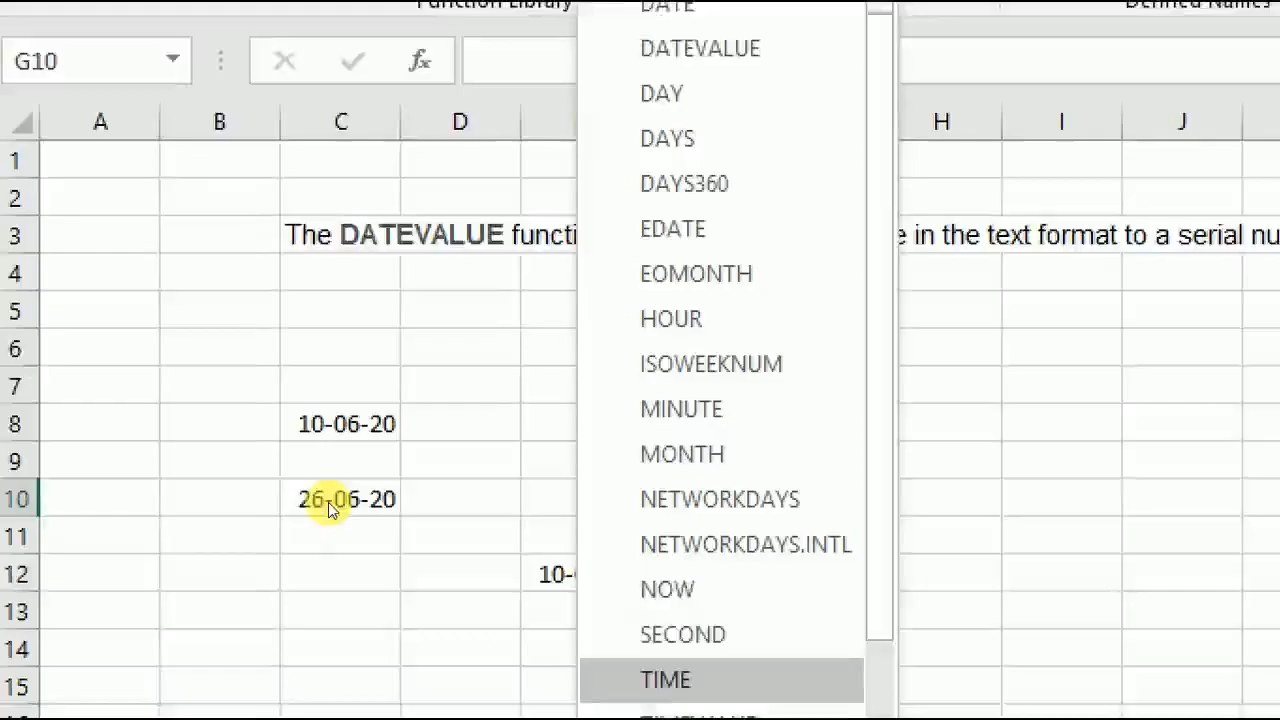 Function Library Defined Names
DATE
G10 fx
DATEVALUE
DAY
A B C D H I J
DAYS
1
2
DAYS360
3 The DATEVALUE functi e in the text format to a serial nu
EDATE
4
EOMONTH
5
HOUR
6
ISOWEEKNUM
7
MINUTE
8 10-06-20
MONTH
9
10 26-06-20
NETWORKDAYS
11
NETWORKDAYS.INTL
12 10-
NOW
13
SECOND
14
TIME
15
TIMEVALUE